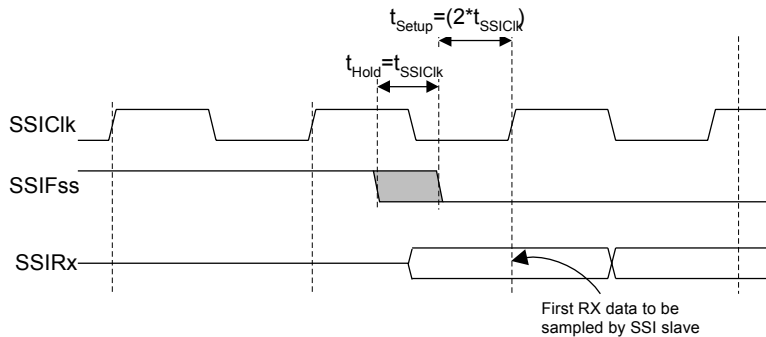 tSetup=(2*tSSIClk)
tHold=tSSIClk
SSIClk
SSIFss
SSIRx
First RX data to be
sampled by SSI slave